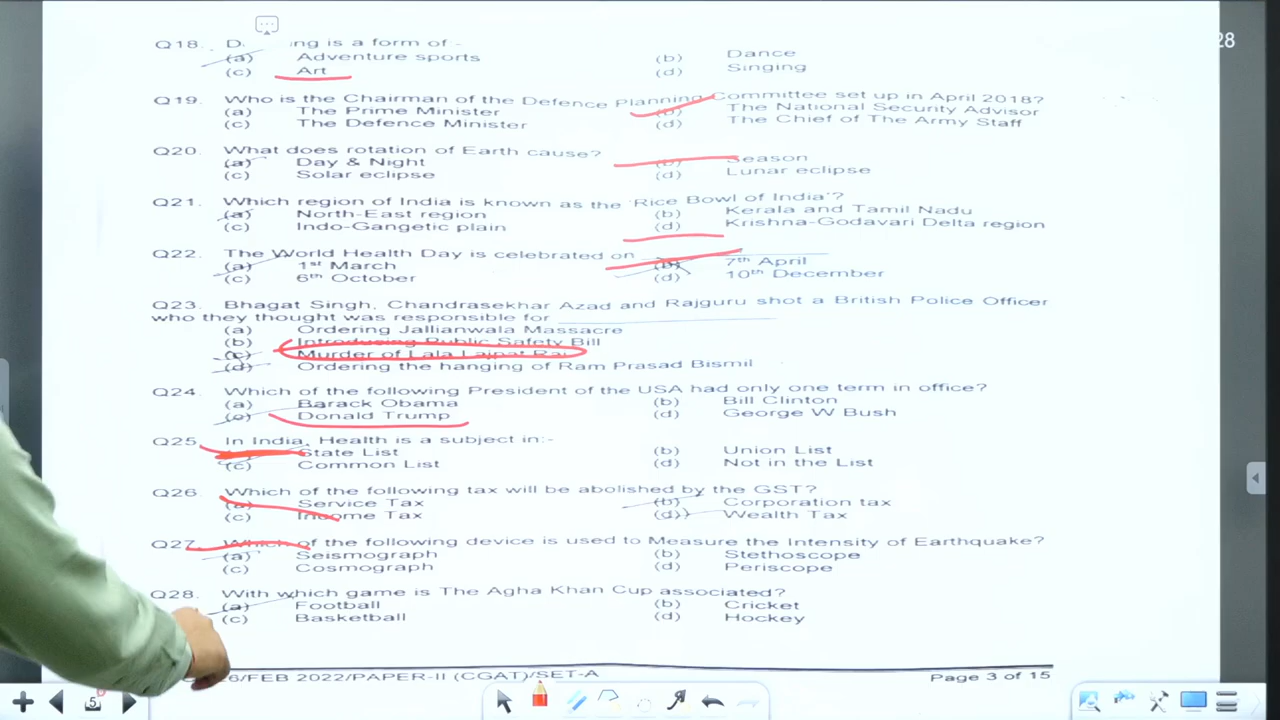 28
Q18. D ng is a form of -
(a) Adventure sports (b) Dance
(c) Art (d) Singing
Q19. Who is the Chairman of the Defence Planning Committee set up in April 2018?
(a) The Prime Minister (b) The National Security Advisor
(c) The Defence Minister (d) The Chief of The Army Staff
Q20. What does rotation of Earth cause?
(a) Day & Night (b) Season
(c) Solar eclipse (d) Lunar eclipse
Q21. Which region of India is known as the 'Rice Bowl of India'?
(a) North-East region (b) Kerala and Tamil Nadu
(c) Indo-Gangetic plain (d) Krishna-Godavari Delta region
Q22. The World Health Day is celebrated on
(a) 1st March (b) 7th April
(c) 6th October (d) 10th December
Q23. Bhagat Singh, Chandrasekhar Azad and Rajguru shot a British Police Officer
who they thought was responsible for
(a) Ordering Jallianwala Massacre
(b) Introducing Public Safety Bill
(c) Murder of Lala Lajpat Rai
(d) Ordering the hanging of Ram Prasad Bismil
Q24. Which of the following President of the USA had only one term in office?
(a) Barack Obama (b) Bill Clinton
(c) Donald Trump (d) George W Bush
Q25. In India, Health is a subject in:-
State List (b) Union List
(c) Common List (d) Not in the List
Q26. Which of the following tax will be abolished by the GST?
(a) Service Tax (b) Corporation tax
(c) Income Tax (d) Wealth Tax
Q27. Which of the following device is used to Measure the Intensity of Earthquake?
(a) Seismograph (b) Stethoscope
(c) Cosmograph (d) Periscope
Q28. With which game is The Agha Khan Cup associated?
(a) Football (b) Cricket
(c) Basketball (d) Hockey
6/FEB 2022/PAPER-II (CGAT)/SET-A Page 3 of 15
5